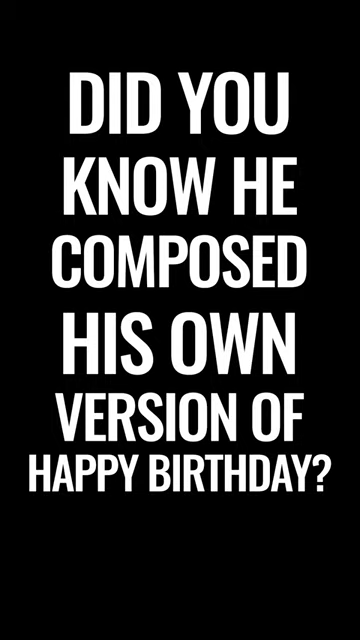 DID YOU
KNOW HE
COMPOSED
HIS OWN
VERSION OF
HAPPY BIRTHDAY?